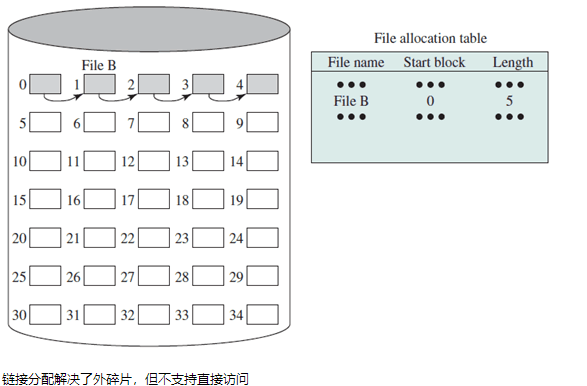 File allocation table
File name Start block Length
● ● ● ● ● ● ● ● ●
File B 0 5
● ● ● ● ● ● ● ● ●
File B
0 1 2 3 4
5 6 7 8 9
10 11 12 13 14
15 16 17 18 19
20 21 22 23 24
25 26 27 28 29
30 31 32 33 34
链接分配解决了外碎片，但不支持直接访问